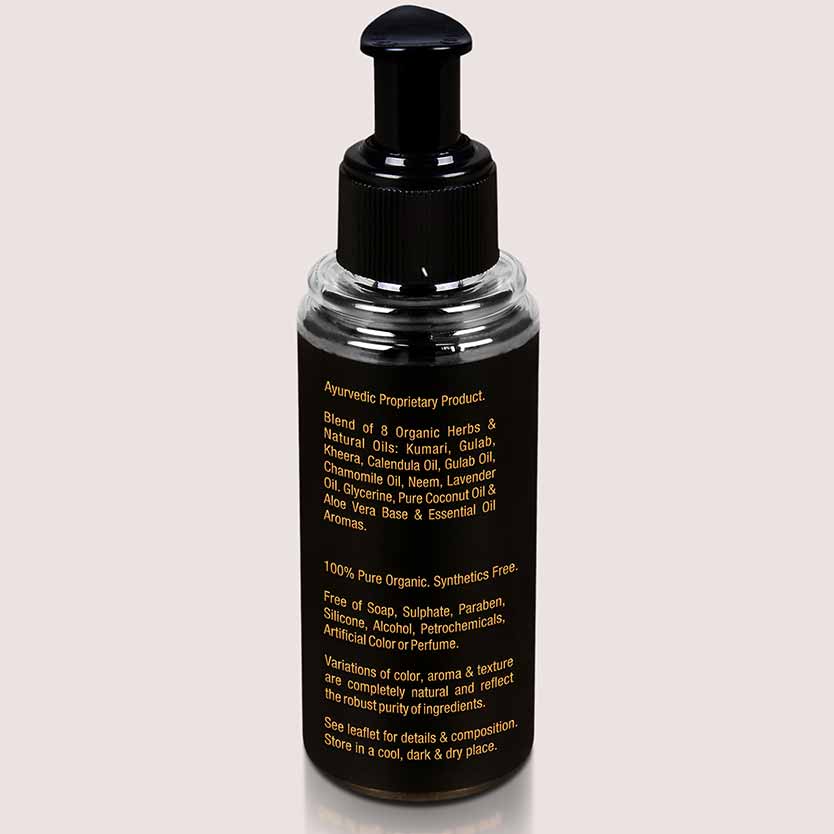 Ayurvedic Proprietary Product.
Blend of 8 Organic Herbs &
Natural Oils: Kumari, Gulab,
Kheera, Calendula Oil, Gulab Oil,
Chamomile Oil, Neem, Lavender
Oil. Glycerine, Pure Coconut Oil &
Aloe Vera Base & Essential Oil
Aromas.
100% Pure Organic. Synthetics Free.
Free of Soap, Sulphate, Paraben,
Silicone, Alcohol, Petrochemicals,
Artificial Color or Perfume.
Variations of color, aroma & texture
are completely natural and reflect
the robust purity of ingredients.
See leaflet for details & composition.
Store in a cool, dark & dry place.